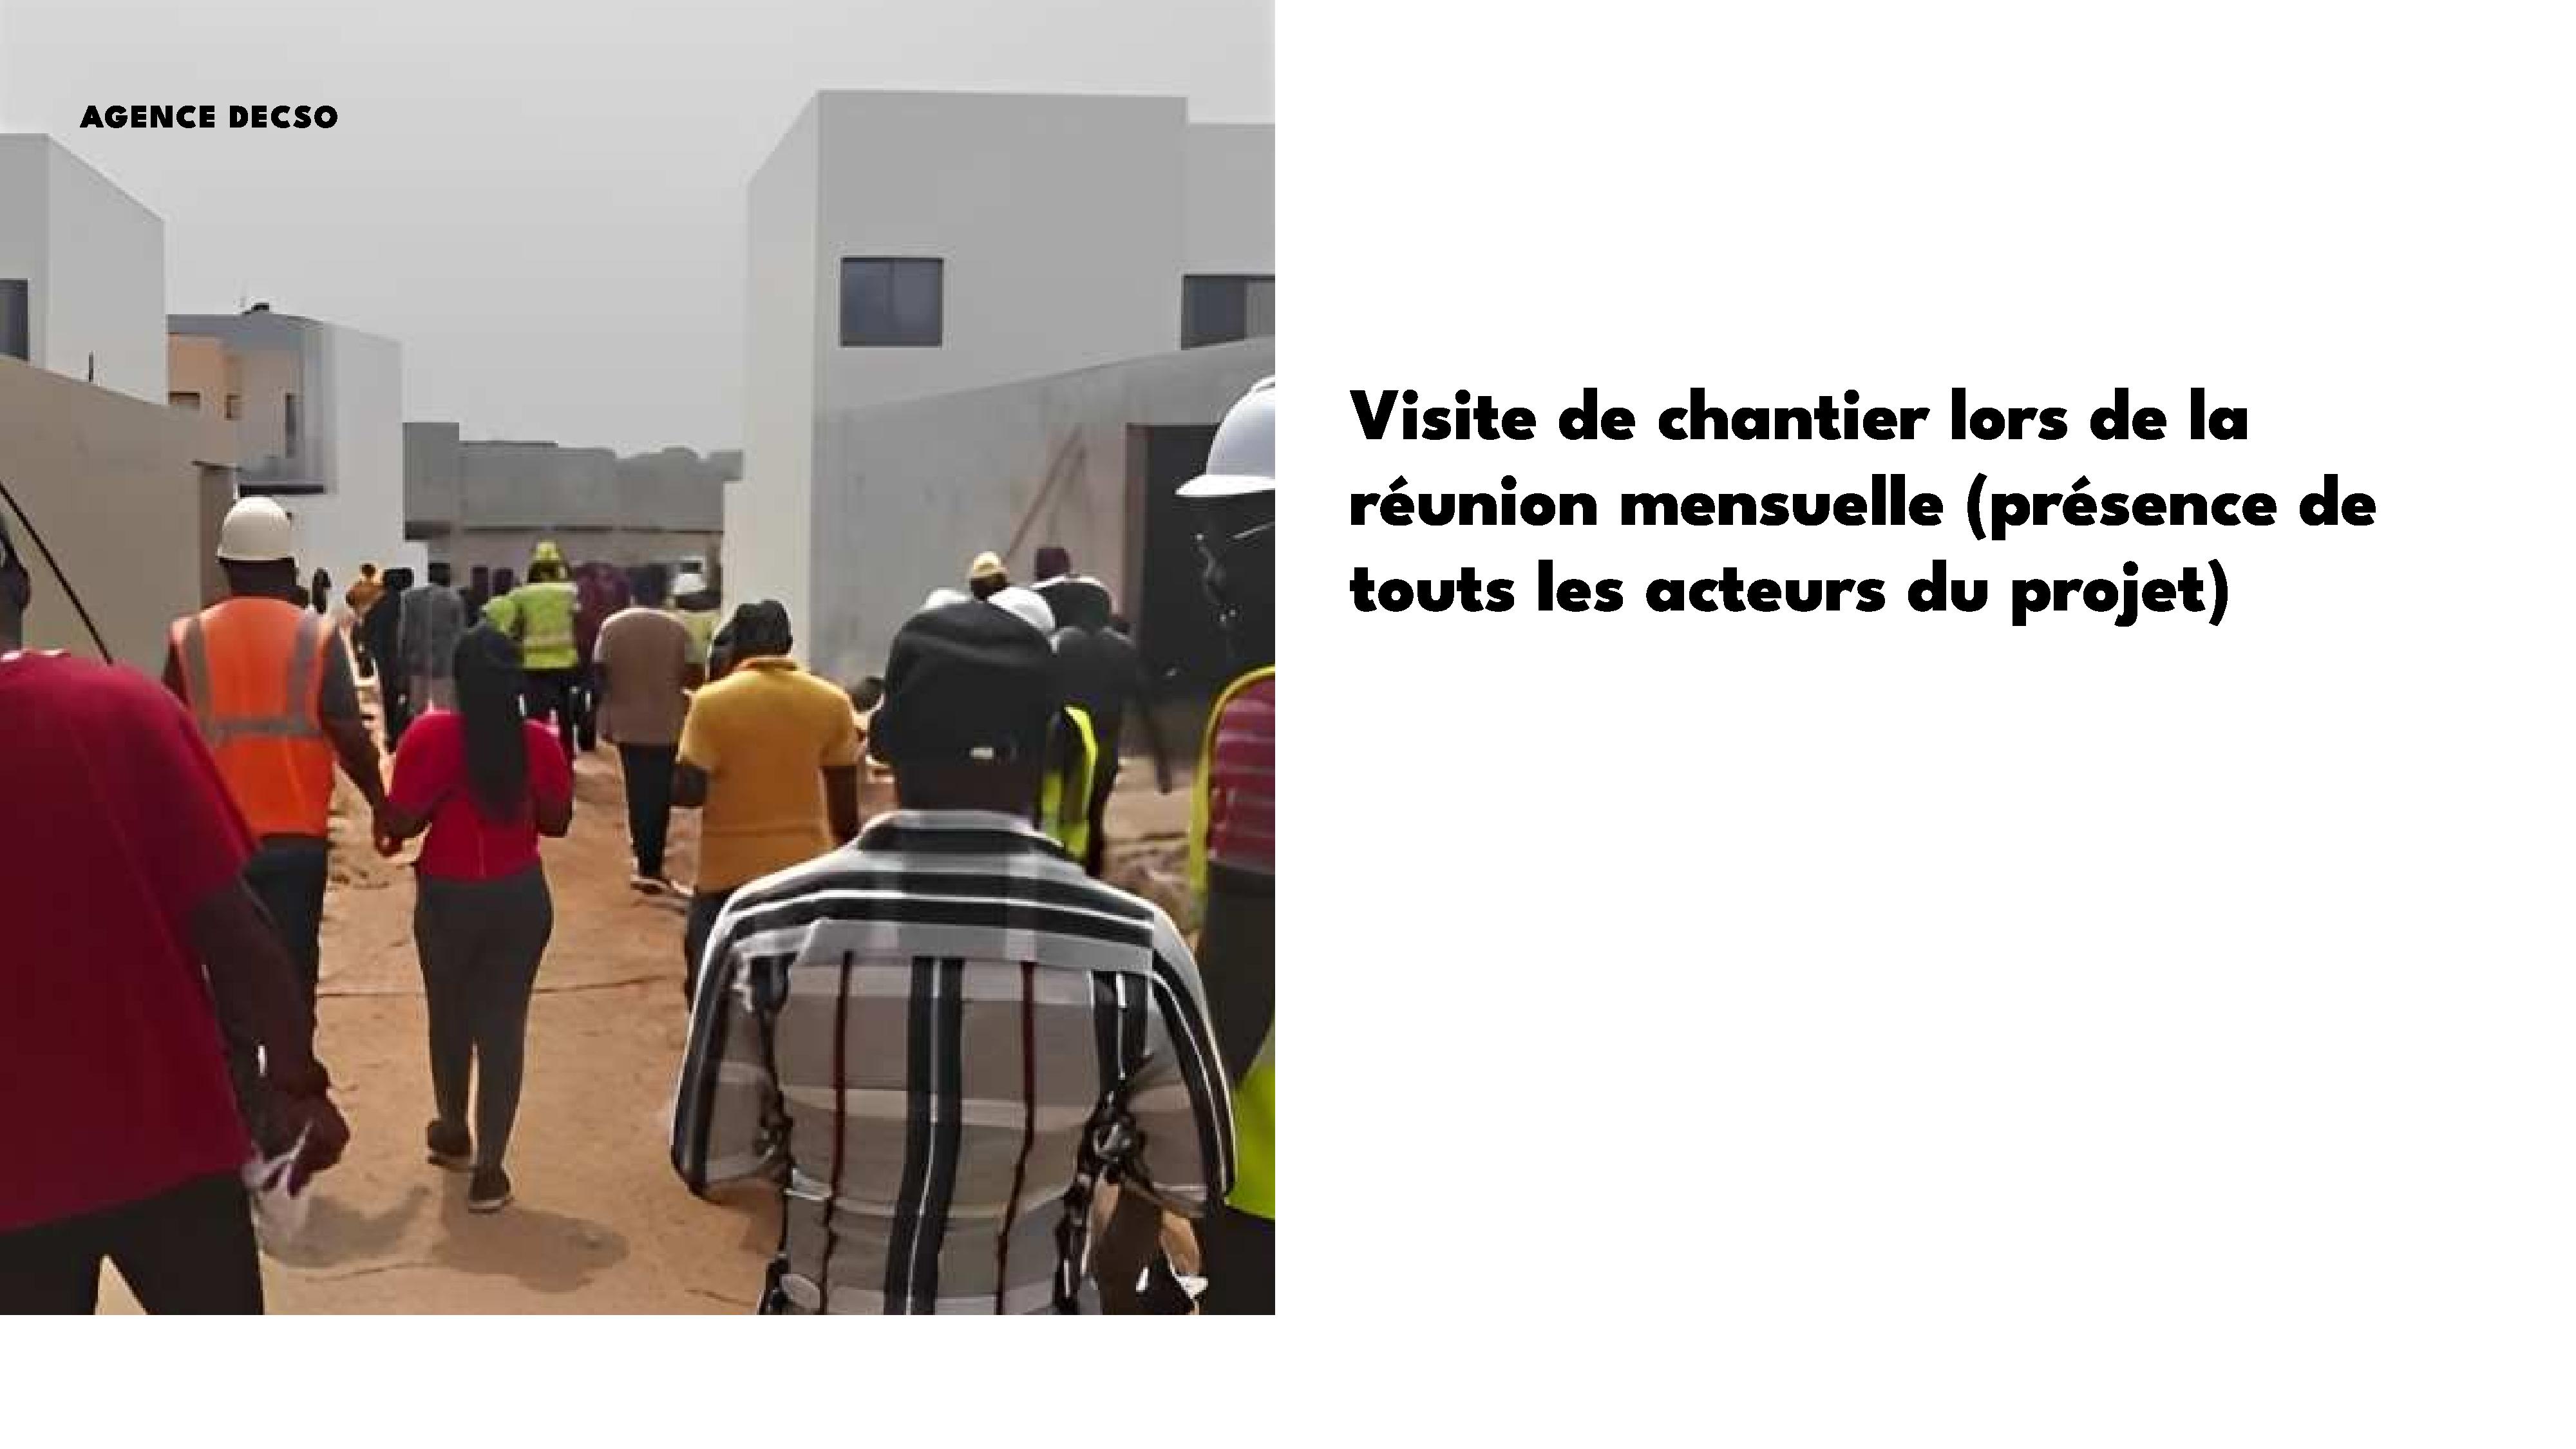 AGENCE DECSO
Visite de chantier lors de la
réunion mensuelle (présence de
touts les acteurs du projet)